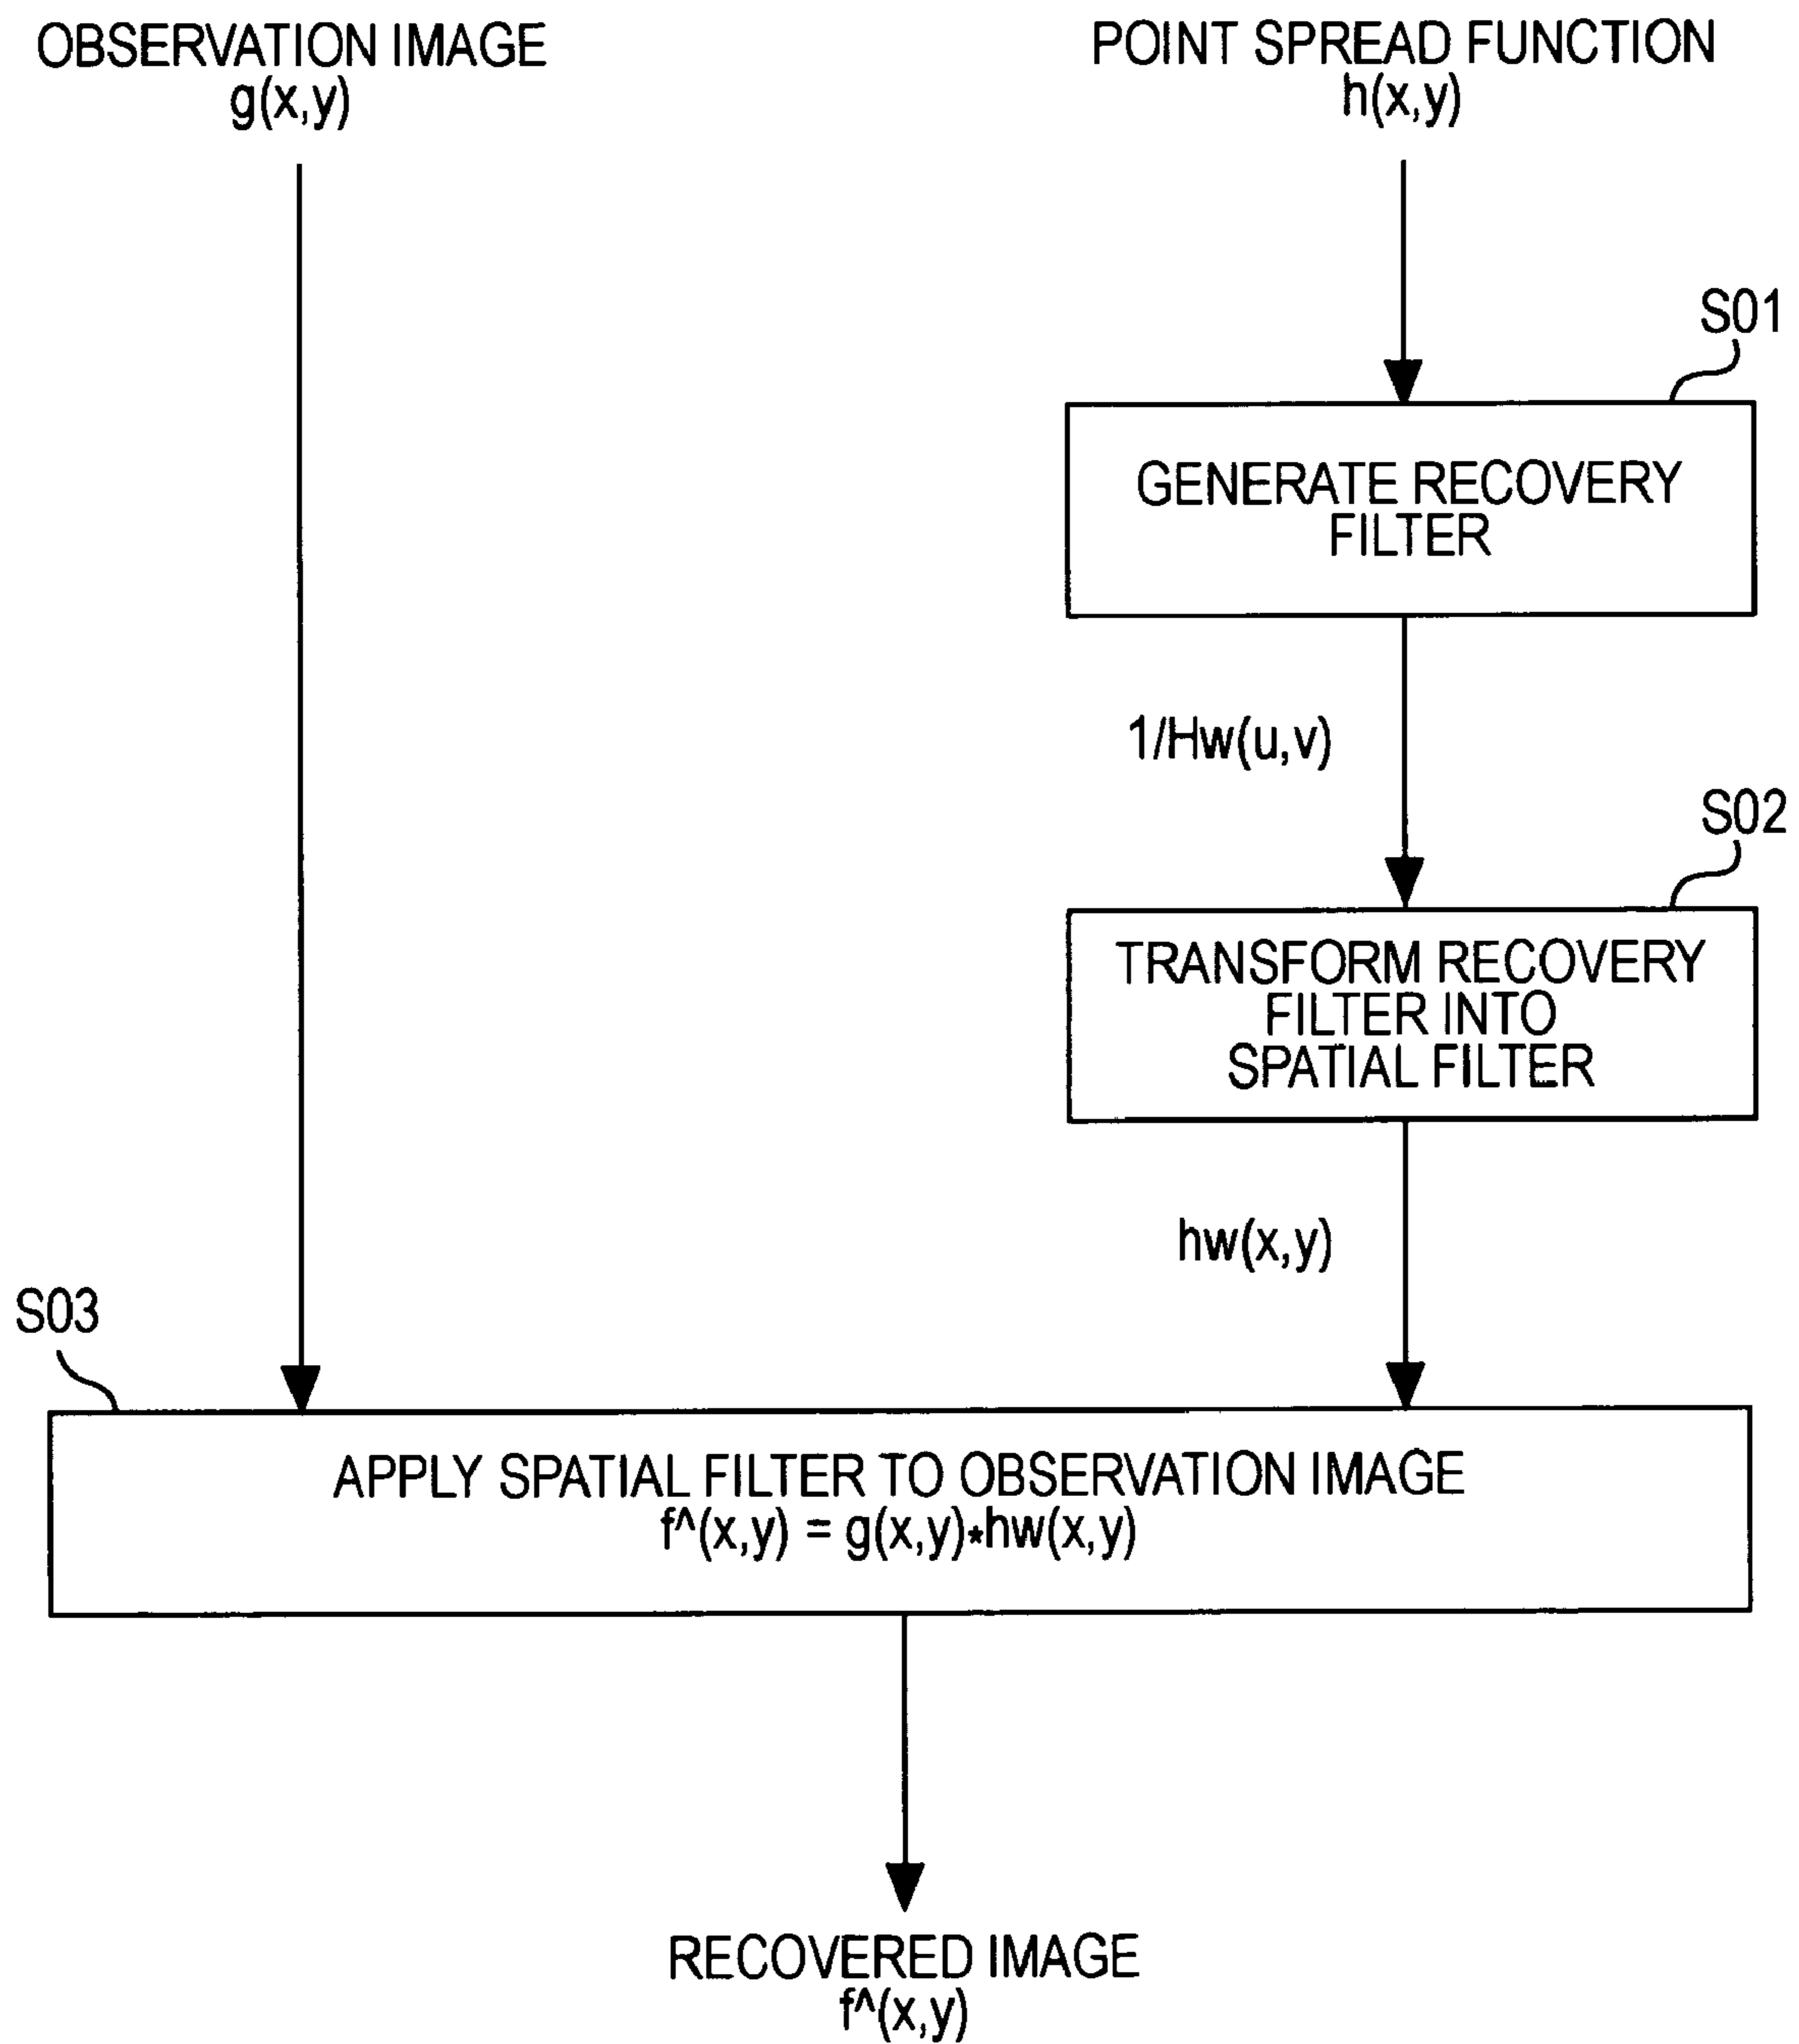 OBSERVATION IMAGE
g(x,y)
POINT SPREAD FUNCTION
h(x,y)
S01
GENERATE RECOVERY
FILTER
1/Hw(u,v)
S02
TRANSFORM RECOVERY
FILTER INTO
SPATIAL FILTER
hw(x,y)
S03
APPLY SPATIAL FILTER TO OBSERVATION IMAGE
f^(x,y) = g(x,y)*hw(x,y)
RECOVERED IMAGE
f^(x,y)